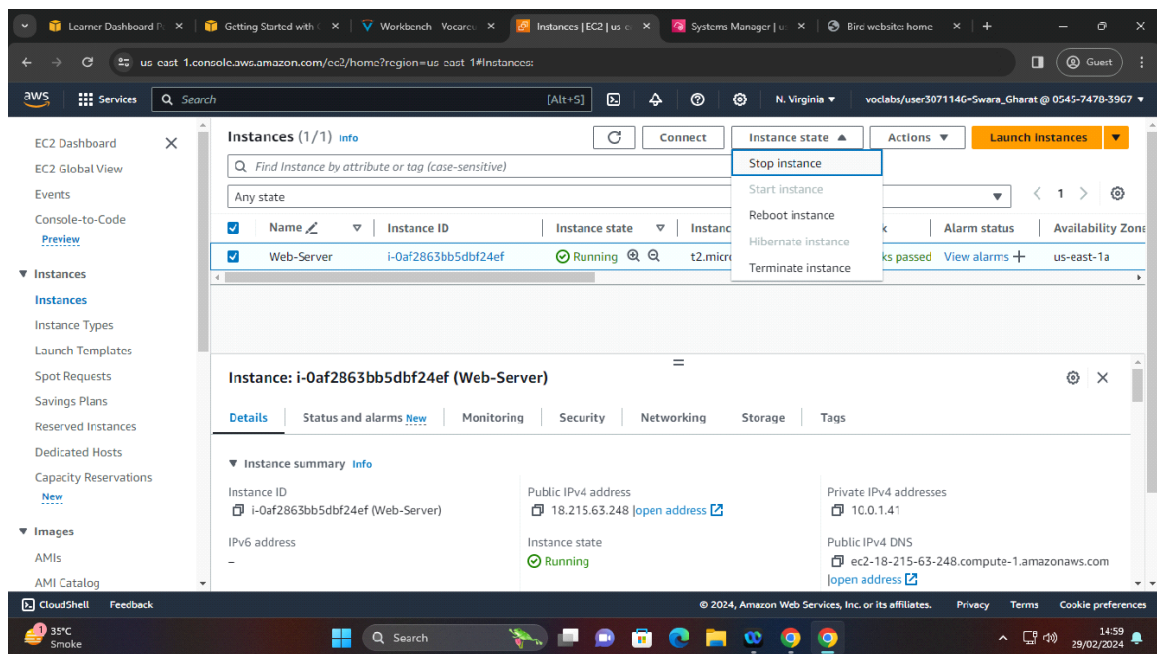 Learner Dashboard P
Getting Started with
Workbench Vocareu
Instances | EC2 | us-e
Systems Manager | u
Bird website home
us-east-1.console.aws.amazon.com/ec2/home?region=us-east-1#Instances:
Guest
aws
Services
Search
[Alt+S]
N. Virginia
voclabs/user3071146=Swara_Gharat @ 0545-7478-3967
EC2 Dashboard
EC2 Global View
Events
Console-to-Code
Preview
Instances
Instances
Instance Types
Launch Templates
Spot Requests
Savings Plans
Reserved Instances
Dedicated Hosts
Capacity Reservations
New
Images
AMIs
AMI Catalog
Instances (1/1) Info
Connect
Instance state
Actions
Launch instances
Find Instance by attribute or tag (case-sensitive)
Any state
1
Stop instance
Start instance
Reboot instance
Hibernate instance
Terminate instance
Name
Instance ID
Instance state
Instanc
k
Alarm status
Availability Zone
Web-Server
i-0af2863bb5dbf24ef
Running
t2.micro
ks passed
View alarms
us-east-1a
Instance: i-0af2863bb5dbf24ef (Web-Server)
Details
Status and alarms New
Monitoring
Security
Networking
Storage
Tags
Instance summary Info
Instance ID
i-0af2863bb5dbf24ef (Web-Server)
Public IPv4 address
18.215.63.248 |open address
Private IPv4 addresses
10.0.1.41
IPv6 address
–
Instance state
Running
Public IPv4 DNS
ec2-18-215-63-248.compute-1.amazonaws.com
|open address
CloudShell
Feedback
© 2024, Amazon Web Services, Inc. or its affiliates.
Privacy
Terms
Cookie preferences
1
35°C
Smoke
Search
14:59
29/02/2024